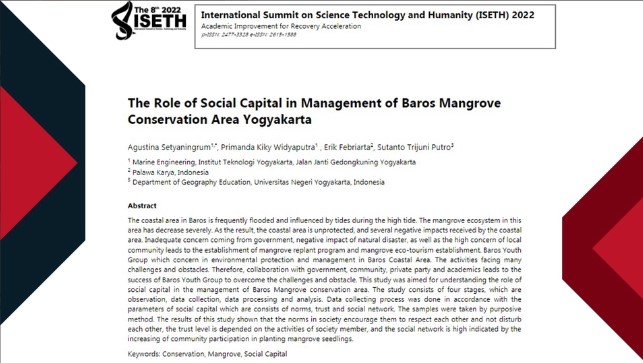 The 8th 2022
ISETH
International Summit on Science Technology and Humanity (ISETH) 2022
Academic Improvement for Recovery Acceleration
p-ISSN: 2477-3328 e-ISSN: 2615-1588
The Role of Social Capital in Management of Baros Mangrove
Conservation Area Yogyakarta
Agustina Setyaningrum1,*, Primanda Kiky Widyaputra1 , Erik Febriarta2, Sutanto Trijuni Putro3
1 Marine Engineering, Institut Teknologi Yogyakarta, Jalan Janti Gedongkuning Yogyakarta
2 Palawa Karya, Indonesia
3 Department of Geography Education, Universitas Negeri Yogyakarta, Indonesia
Abstract
The coastal area in Baros is frequently flooded and influenced by tides during the high tide. The mangrove ecosystem in this
area has decrease severely. As the result, the coastal area is unprotected, and several negative impacts received by the coastal
area. Inadequate concern coming from government, negative impact of natural disaster, as well as the high concern of local
community leads to the establishment of mangrove replant program and mangrove eco-tourism establishment. Baros Youth
Group which concern in environmental protection and management in Baros Coastal Area. The activities facing many
challenges and obstacles. Therefore, collaboration with government, community, private party and academics leads to the
success of Baros Youth Group to overcome the challenges and obstacle. This study was aimed for understanding the role of
social capital in the management of Baros Mangrove conservation area. The study consists of four stages, which are
observation, data collection, data processing and analysis. Data collecting process was done in accordance with the
parameters of social capital which are consists of norms, trust and social network. The samples were taken by purposive
method. The results of this study shown that the norms in society encourage them to respect each other and not disturb
each other, the trust level is depended on the activities of society member, and the social network is high indicated by the
increasing of community participation in planting mangrove seedlings.
Keywords: Conservation, Mangrove, Social Capital